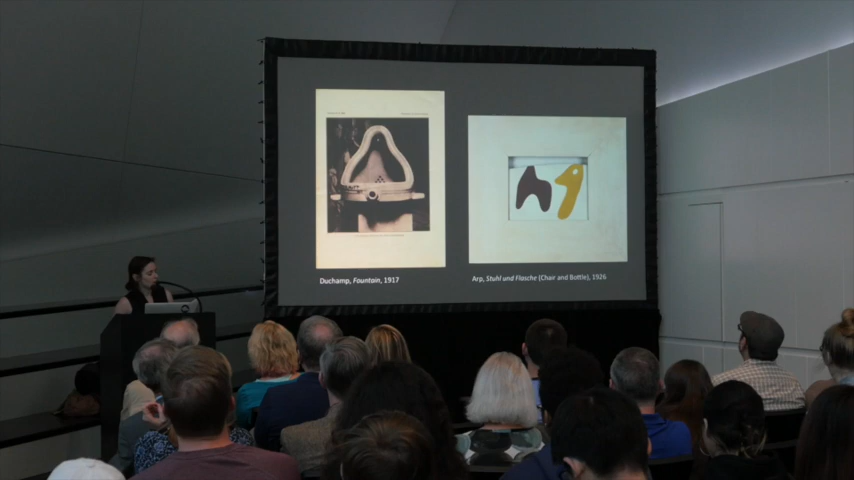 Duchamp, Fountain, 1917
Arp, Stuhl und Flasche (Chair and Bottle), 1926